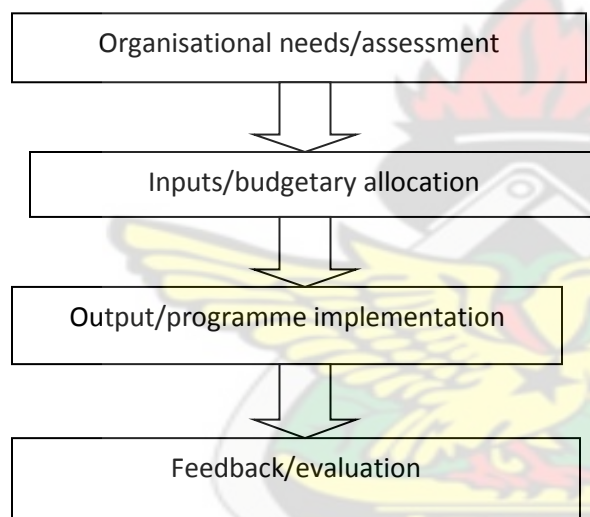 Organisational needs/assessment
Inputs/budgetary allocation
Output/programme implementation
Feedback/evaluation